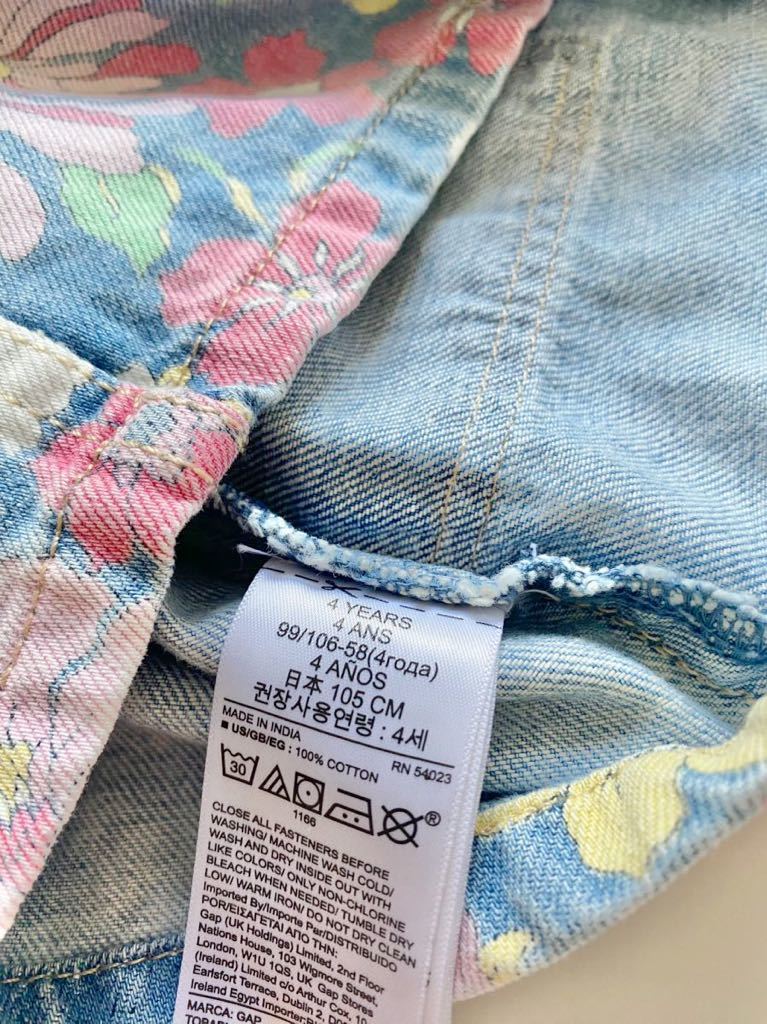 4 YEARS
4 ANS
99/106-58(4года)
4 AÑOS
日本 105 CM
권장사용연령 : 4세
MADE IN INDIA
■ US/GB/EG : 100% COTTON
RN 54023
30
®
1166
CLOSE ALL FASTENERS BEFORE
WASHING/ MACHINE WASH COLD/
WASH AND DRY INSIDE OUT WITH
LIKE COLORS/ ONLY NON-CHLORINE
BLEACH WHEN NEEDED/ TUMBLE DRY
LOW/ WARM IRON/ DO NOT DRY CLEAN
Imported By/Importe Par/DISTRIBUIDO
POR/ΕΙΣΑΓΕΤΑΙ ΑΠΟ ΤΗΝ:
Gap (UK Holdings) Limited, 2nd Floor
Nations House, 103 Wigmore Street,
London, W1U 1QS, UK Gap Stores
(Ireland) Limited c/o Arthur Cox, 10
Earlsfort Terrace, Dublin 2,
Ireland Egypt Importer:
MARCA: GAP